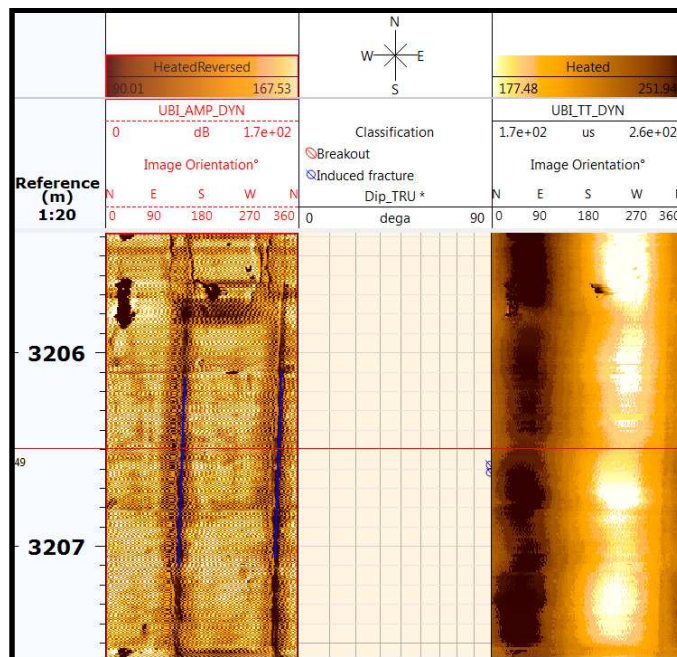 N
W E
S
HeatedReversed
90.01 167.53
Heated
177.48 251.94
UBI_AMP_DYN
0 dB 1.7e+02
Image Orientation°
N E S W N
0 90 180 270 360
Classification
Breakout
Induced fracture
Dip_TRU *
0 dega 90
UBI_TT_DYN
1.7e+02 us 2.6e+02
Image Orientation°
N E S W N
0 90 180 270 360
Reference
(m)
1:20
3206
49
3207